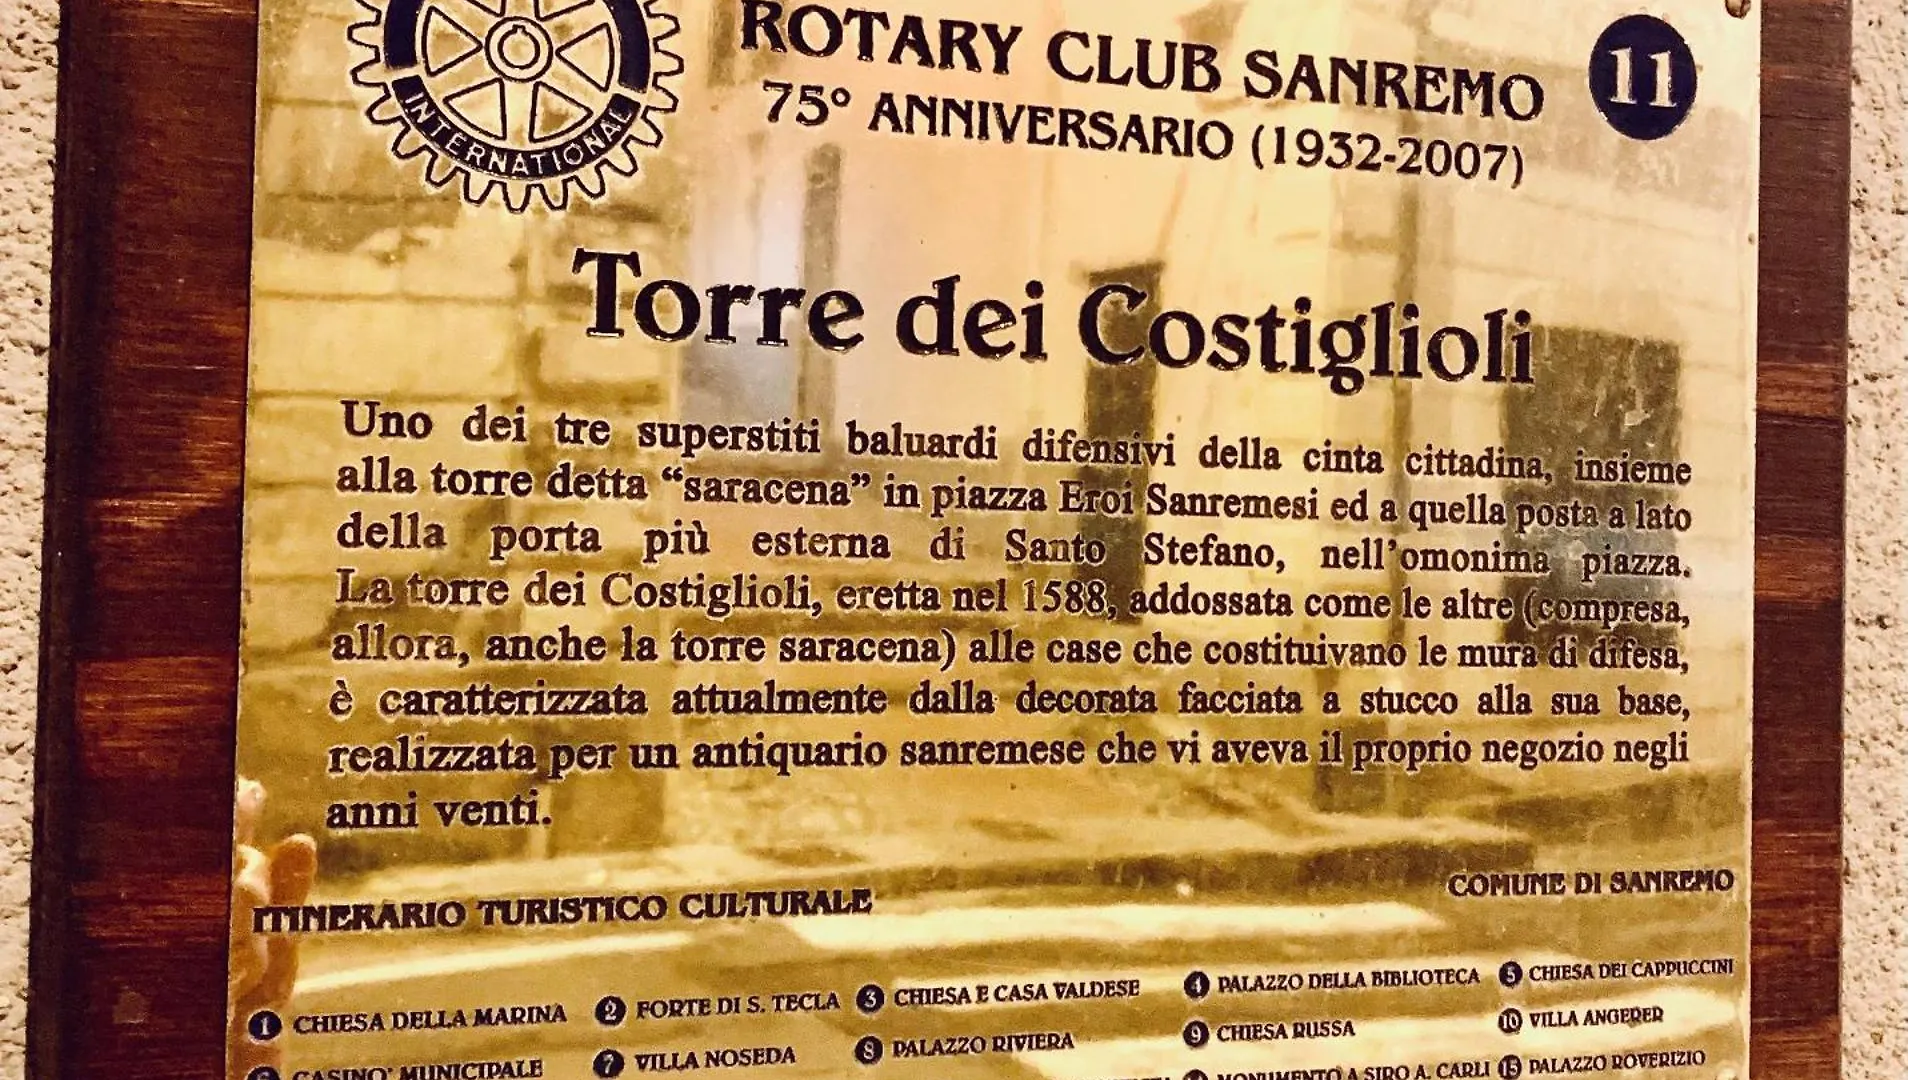 INTERNATIONAL
ROTARY CLUB SANREMO
11
75° ANNIVERSARIO (1932-2007)
Torre dei Costiglioli
Uno dei tre superstiti baluardi difensivi della cinta cittadina, insieme
alla torre detta “saracena” in piazza Eroi Sanremesi ed a quella posta a lato
della porta più esterna di Santo Stefano, nell'omonima piazza.
La torre dei Costiglioli, eretta nel 1588, addossata come le altre (compresa,
allora, anche la torre saracena) alle case che costituivano le mura di difesa,
è caratterizzata attualmente dalla decorata facciata a stucco alla sua base,
realizzata per un antiquario sanremese che vi aveva il proprio negozio negli
anni venti.
ITINERARIO TURISTICO CULTURALE
COMUNE DI SANREMO
1 CHIESA DELLA MARINA 2 FORTE DI S. TECLA 3 CHIESA E CASA VALDESE 4 PALAZZO DELLA BIBLIOTECA 5 CHIESA DEI CAPPUCCINI
6 CASINO' MUNICIPALE 7 VILLA NOSEDA 8 PALAZZO RIVIERA 9 CHIESA RUSSA 10 VILLA ANGERER
MONUMENTO A SIRO A. CARLI 15 PALAZZO ROVERIZIO